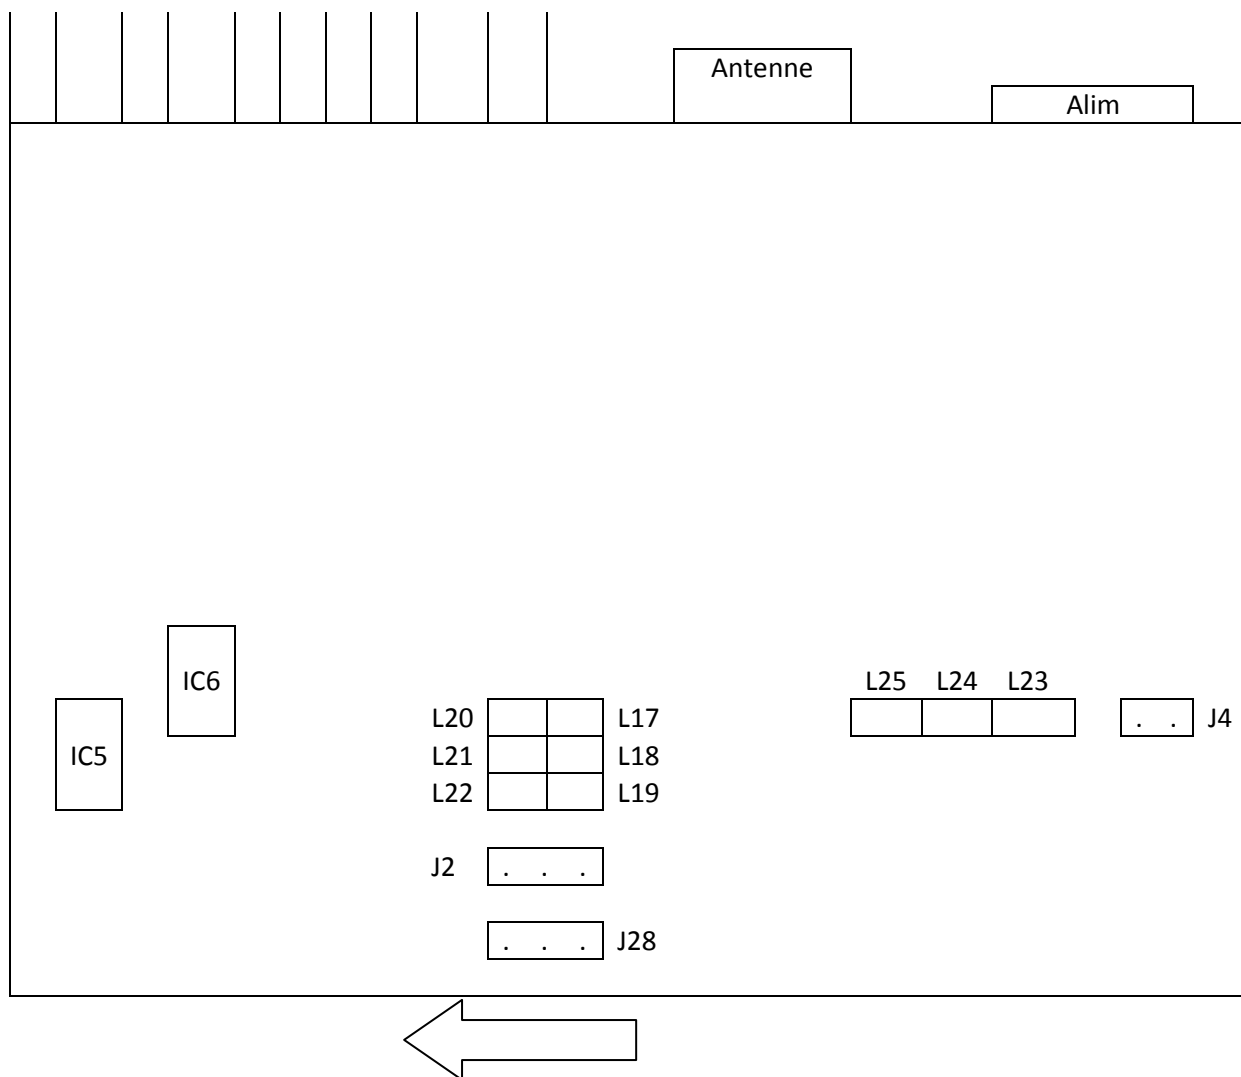 Antenne
Alim
IC6
L25 L24 L23
L20 L17 . . J4
IC5 L21 L18
L22 L19
J2 . . .
. . . J28